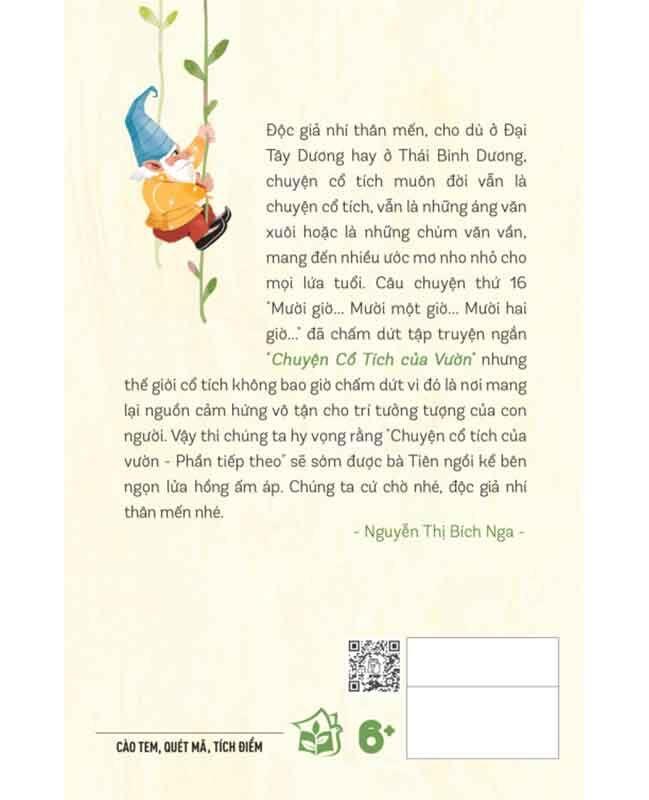 Độc giả nhí thân mến, cho dù ở Đại
Tây Dương hay ở Thái Bình Dương,
chuyện cổ tích muôn đời vẫn là
chuyện cổ tích, vẫn là những áng văn
xuôi hoặc là những chùm văn vần,
mang đến nhiều ước mơ nho nhỏ cho
mọi lứa tuổi. Câu chuyện thứ 16
"Mười giờ... Mười một giờ... Mười hai
giờ..." đã chấm dứt tập truyện ngắn
"Chuyện Cổ Tích của Vườn" nhưng
thế giới cổ tích không bao giờ chấm dứt vì đó là nơi mang
lại nguồn cảm hứng vô tận cho trí tưởng tượng của con
người. Vậy thì chúng ta hy vọng rằng "Chuyện cổ tích của
vườn - Phần tiếp theo" sẽ sớm được bà Tiên ngồi kể bên
ngọn lửa hồng ấm áp. Chúng ta cứ chờ nhé, độc giả nhí
thân mến nhé.
- Nguyễn Thị Bích Nga -
CÀO TEM, QUÉT MÃ, TÍCH ĐIỂM
6+